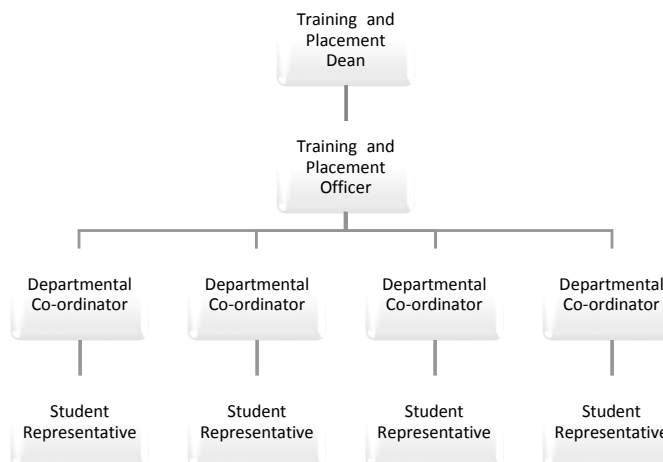 Training and
Placement
Dean
Training and
Placement
Officer
Departmental
Co-ordinator
Departmental
Co-ordinator
Departmental
Co-ordinator
Departmental
Co-ordinator
Student
Representative
Student
Representative
Student
Representative
Student
Representative